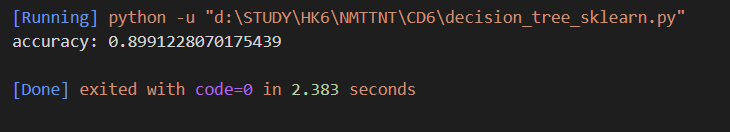 [Running] python -u "d:\STUDY\HK6\NMTTNT\CD6\decision_tree_sklearn.py"
accuracy: 0.8991228070175439
[Done] exited with code=0 in 2.383 seconds